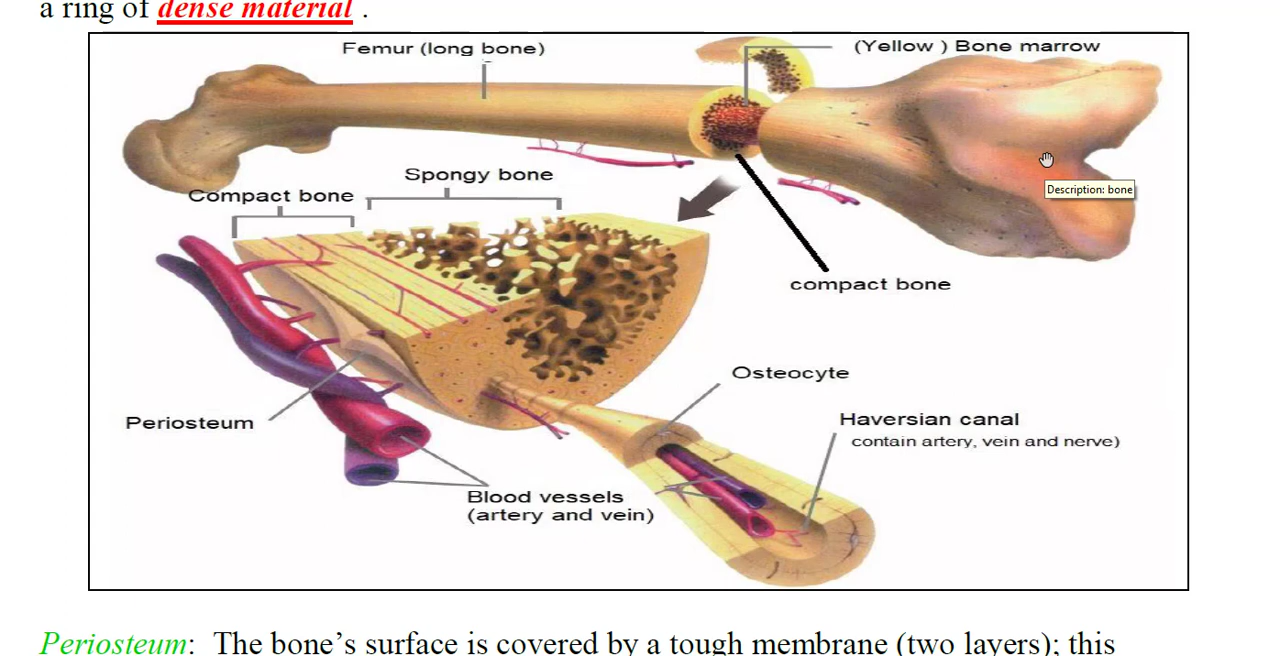 a ring of dense material .
Femur (long bone)
(Yellow ) Bone marrow
Description: bone
Spongy bone
Compact bone
compact bone
Osteocyte
Periosteum
Haversian canal
contain artery, vein and nerve)
Blood vessels
(artery and vein)
Periosteum:  The bone’s surface is covered by a tough membrane (two layers); this